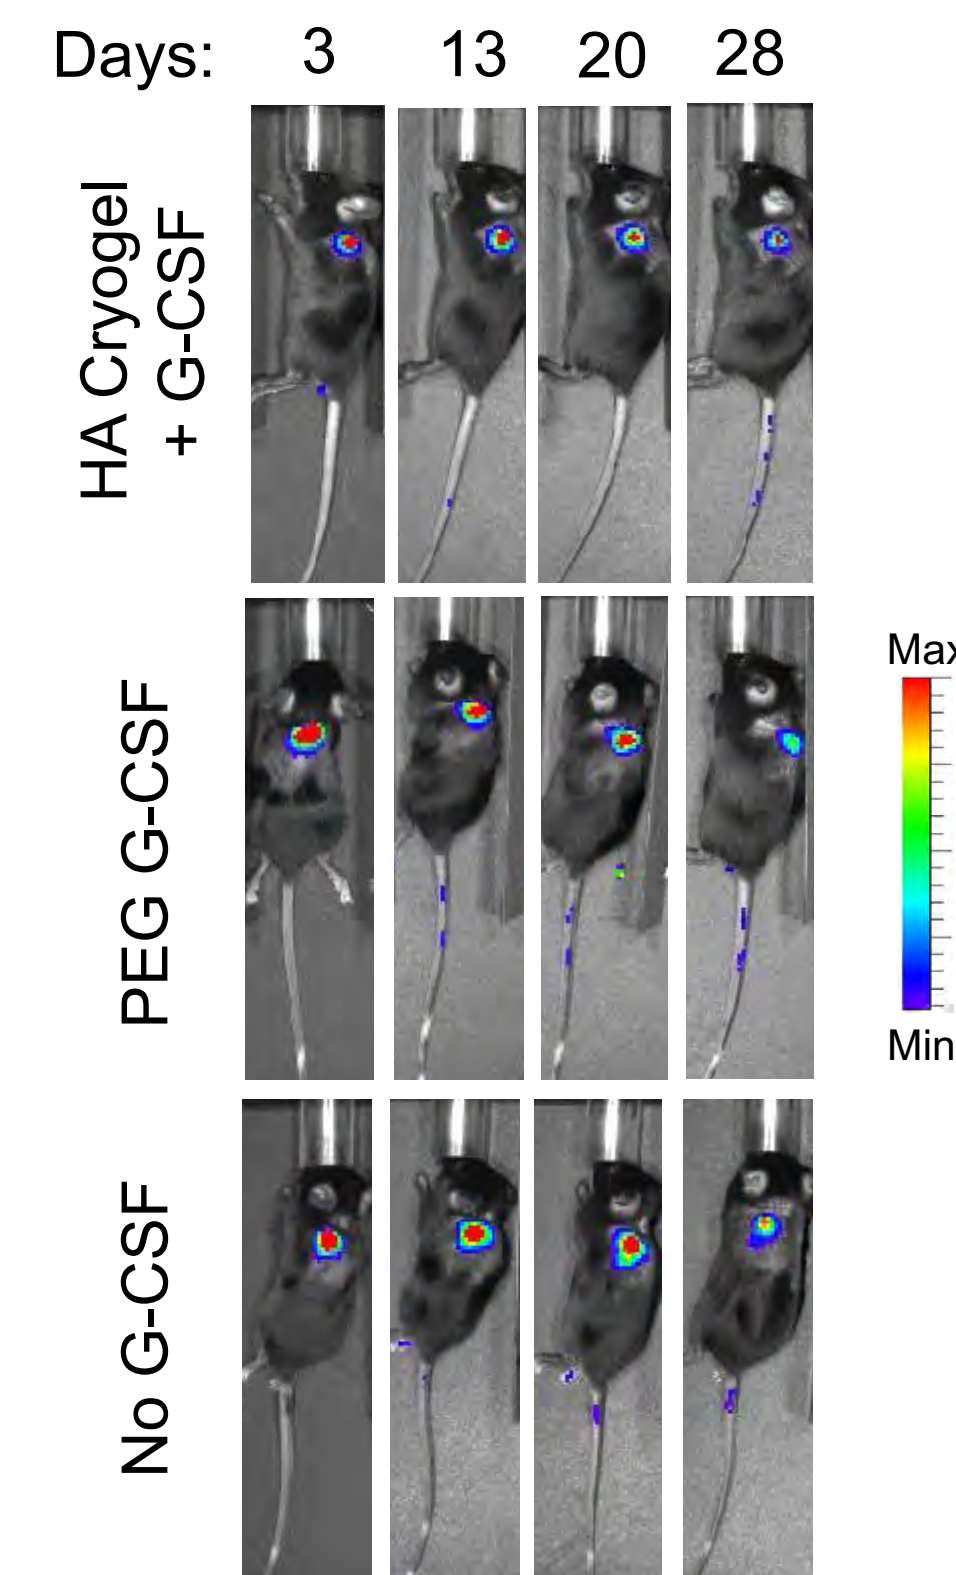 Days: 3 13 20 28
HA Cryogel
+ G-CSF
PEG G-CSF
Max
Min
No G-CSF